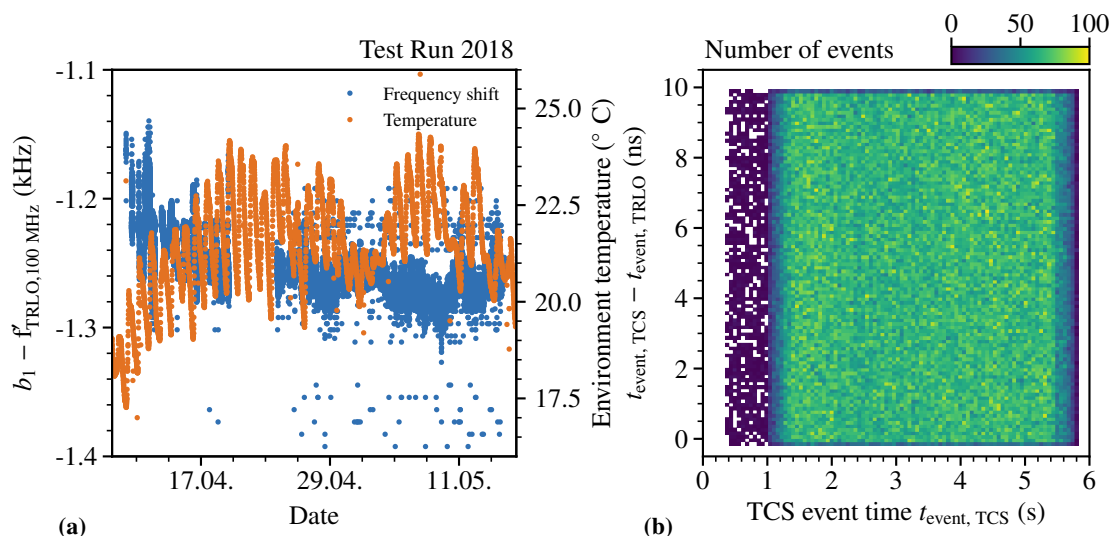 Test Run 2018
-1.1
-1.2
-1.3
-1.4
b₁ − f′TRLO,100 MHz (kHz)
Frequency shift
Temperature
25.0
22.5
20.0
17.5
Environment temperature (° C)
17.04.
29.04.
11.05.
Date
(a)
Number of events
0 50 100
10
8
6
4
2
0
t event, TCS − t event, TRLO (ns)
0 1 2 3 4 5 6
TCS event time t event, TCS (s)
(b)